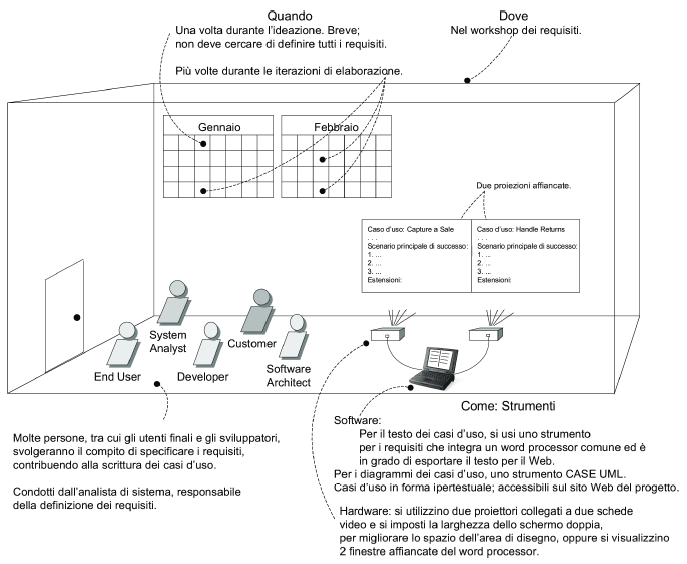 Quando
Una volta durante l'ideazione. Breve;
non deve cercare di definire tutti i requisiti.
Più volte durante le iterazioni di elaborazione.
Dove
Nel workshop dei requisiti.
Gennaio
Febbraio
Due proiezioni affiancate.
Caso d'uso: Capture a Sale
. . .
Scenario principale di successo:
1. ...
2. ...
3. ...
Estensioni:
Caso d'uso: Handle Returns
. . .
Scenario principale di successo:
1. ...
2. ...
3. ...
Estensioni:
End User
System
Analyst
Developer
Customer
Software
Architect
Molte persone, tra cui gli utenti finali e gli sviluppatori,
svolgeranno il compito di specificare i requisiti,
contribuendo alla scrittura dei casi d'uso.
Condotti dall'analista di sistema, responsabile
della definizione dei requisiti.
Come: Strumenti
Software:
Per il testo dei casi d'uso, si usi uno strumento
per i requisiti che integra un word processor comune ed è
in grado di esportare il testo per il Web.
Per i diagrammi dei casi d'uso, uno strumento CASE UML.
Casi d'uso in forma ipertestuale; accessibili sul sito Web del progetto.
Hardware: si utilizzino due proiettori collegati a due schede
video e si imposti la larghezza dello schermo doppia,
per migliorare lo spazio dell'area di disegno, oppure si visualizzino
2 finestre affiancate del word processor.